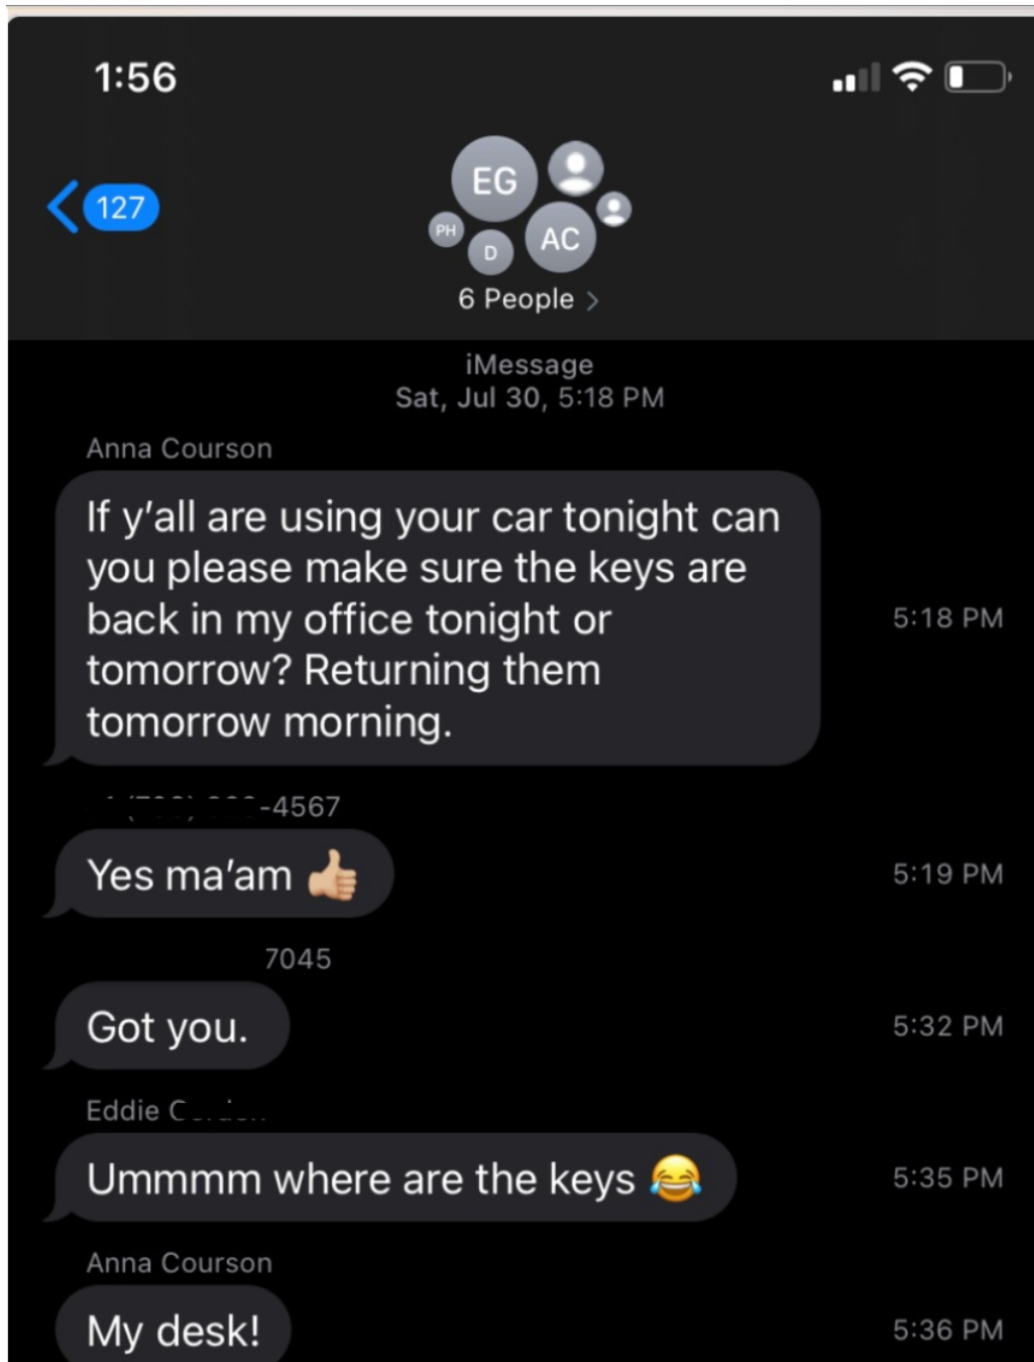 1:56
127
EG
PH
D
AC
6 People >
iMessage
Sat, Jul 30, 5:18 PM
Anna Courson
If y'all are using your car tonight can
you please make sure the keys are
back in my office tonight or
tomorrow? Returning them
tomorrow morning.
5:18 PM
-4567
Yes ma'am 👍🏼
5:19 PM
7045
Got you.
5:32 PM
Eddie
Ummmm where are the keys 😂
5:35 PM
Anna Courson
My desk!
5:36 PM